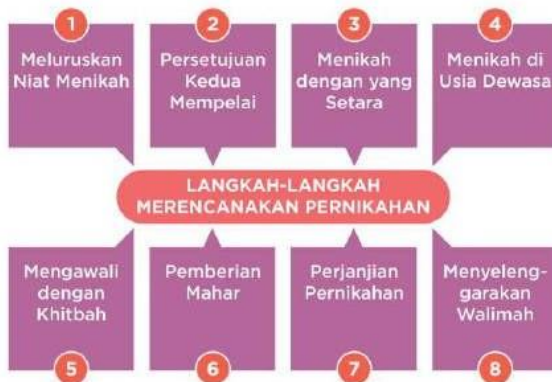 1
Meluruskan
Niat Menikah
2
Persetujuan
Kedua
Mempelai
3
Menikah
dengan yang
Setara
4
Menikah di
Usia Dewasa
LANGKAH-LANGKAH
MERENCANAKAN PERNIKAHAN
Mengawali
dengan
Khitbah
5
Pemberian
Mahar
6
Perjanjian
Pernikahan
7
Menyeleng-
garakan
Walimah
8